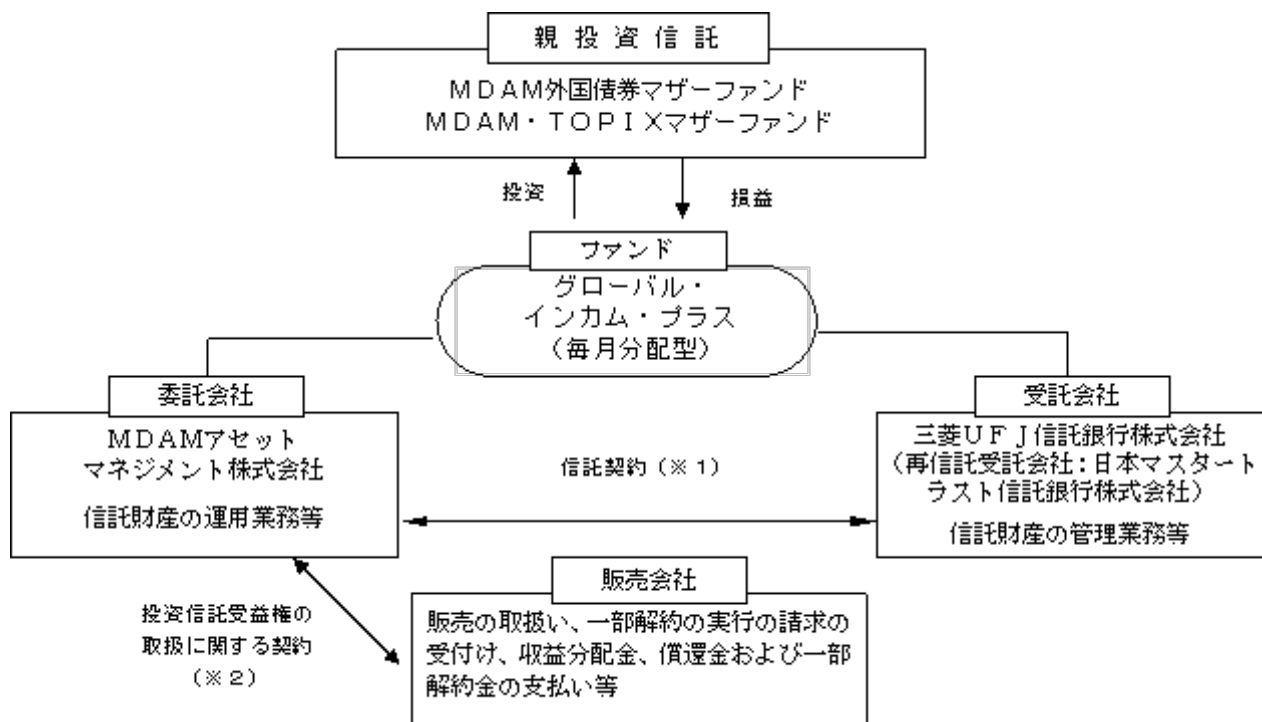 親投資信託
MDAM外国債券マザーファンド
MDAM・TOPIXマザーファンド
投資
損益
ファンド
グローバル・
インカム・プラス
(毎月分配型)
委託会社
MDAMアセット
マネジメント株式会社
信託財産の運用業務等
信託契約(※1)
受託会社
三菱UFJ信託銀行株式会社
(再信託受託会社:日本マスタート
ラスト信託銀行株式会社)
信託財産の管理業務等
投資信託受益権の
取扱に関する契約
(※2)
販売会社
販売の取扱い、一部解約の実行の請求の
受付け、収益分配金、償還金および一部
解約金の支払い等